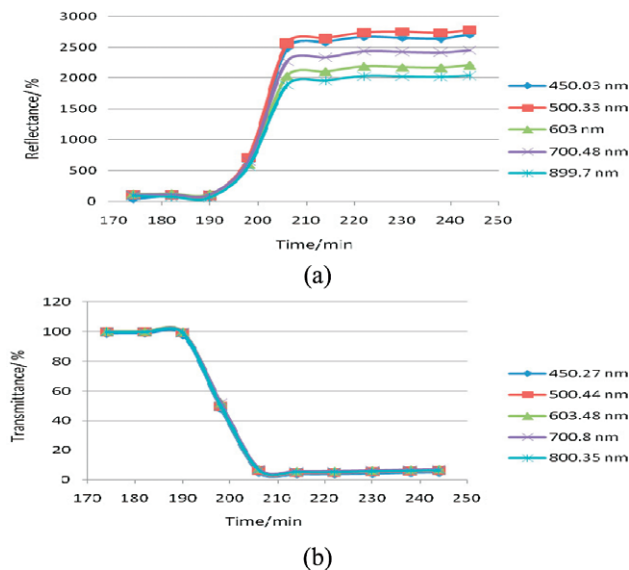 3000
2500
2000
1500
1000
500
0
Reflectance/%
170 180 190 200 210 220 230 240 250
Time/min
450.03 nm
500.33 nm
603 nm
700.48 nm
899.7 nm
(a)
120
100
80
60
40
20
0
Transmittance/%
170 180 190 200 210 220 230 240 250
Time/min
450.27 nm
500.44 nm
603.48 nm
700.8 nm
800.35 nm
(b)